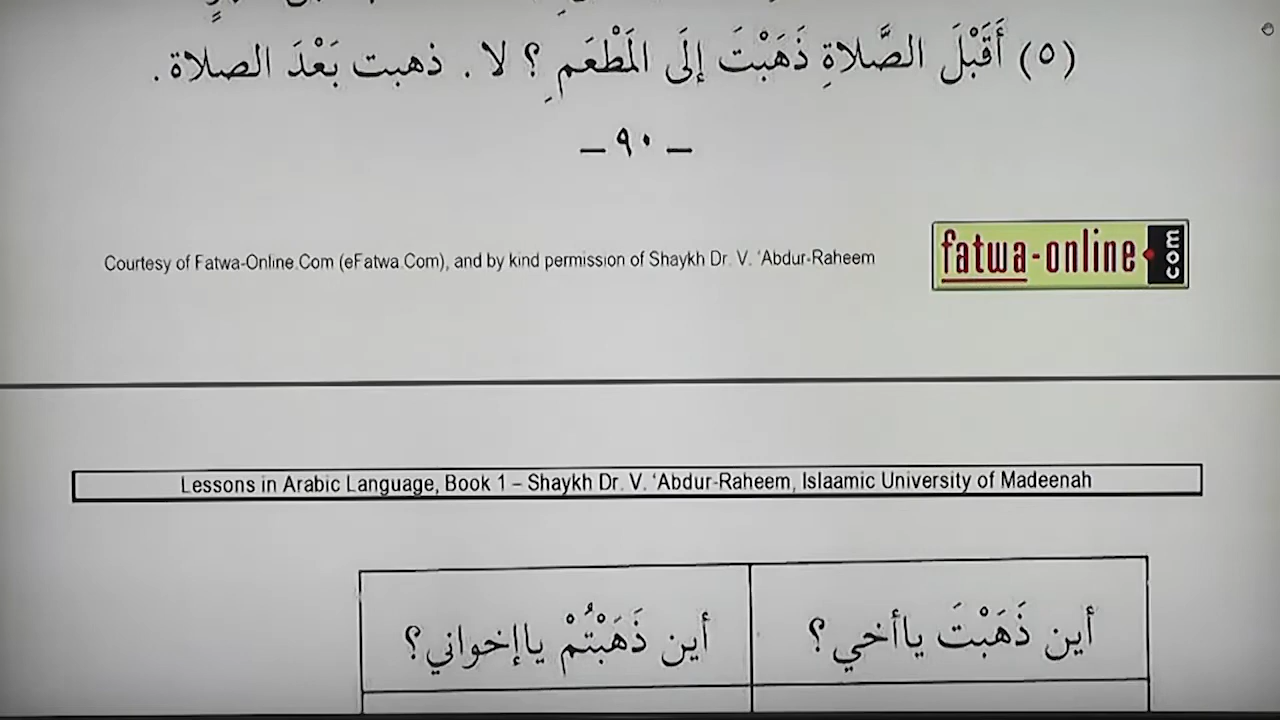 (٥) أَقَبْلَ الصَّلاةِ ذَهَبْتَ إلَى المَطْعَمِ ؟ لا . ذهبت بَعْدَ الصلاة .
– ٩٠ –
Courtesy of Fatwa-Online.Com (eFatwa.Com), and by kind permission of Shaykh Dr. V. ‘Abdur-Raheem
fatwa-online.com
Lessons in Arabic Language, Book 1 – Shaykh Dr. V. ‘Abdur-Raheem, Islaamic University of Madeenah
أين ذَهَبْتَ ياأخي؟
أين ذَهَبْتُمْ ياإخواني؟